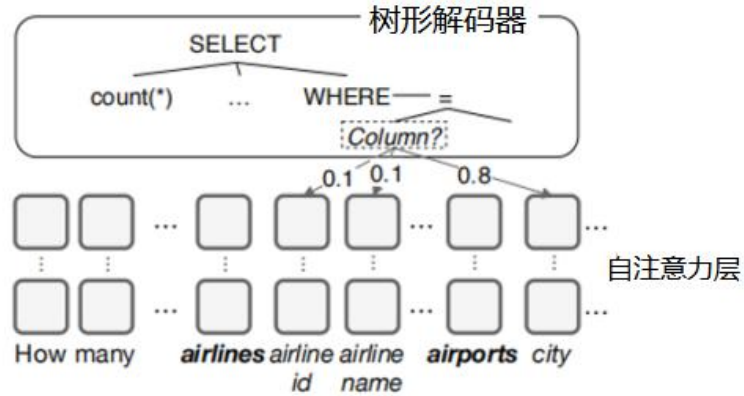 树形解码器
SELECT
count(*) ... WHERE =
Column?
0.1 0.1 0.8
... ... ...
自注意力层
... ... ...
How many airlines airline airline airports city
id name